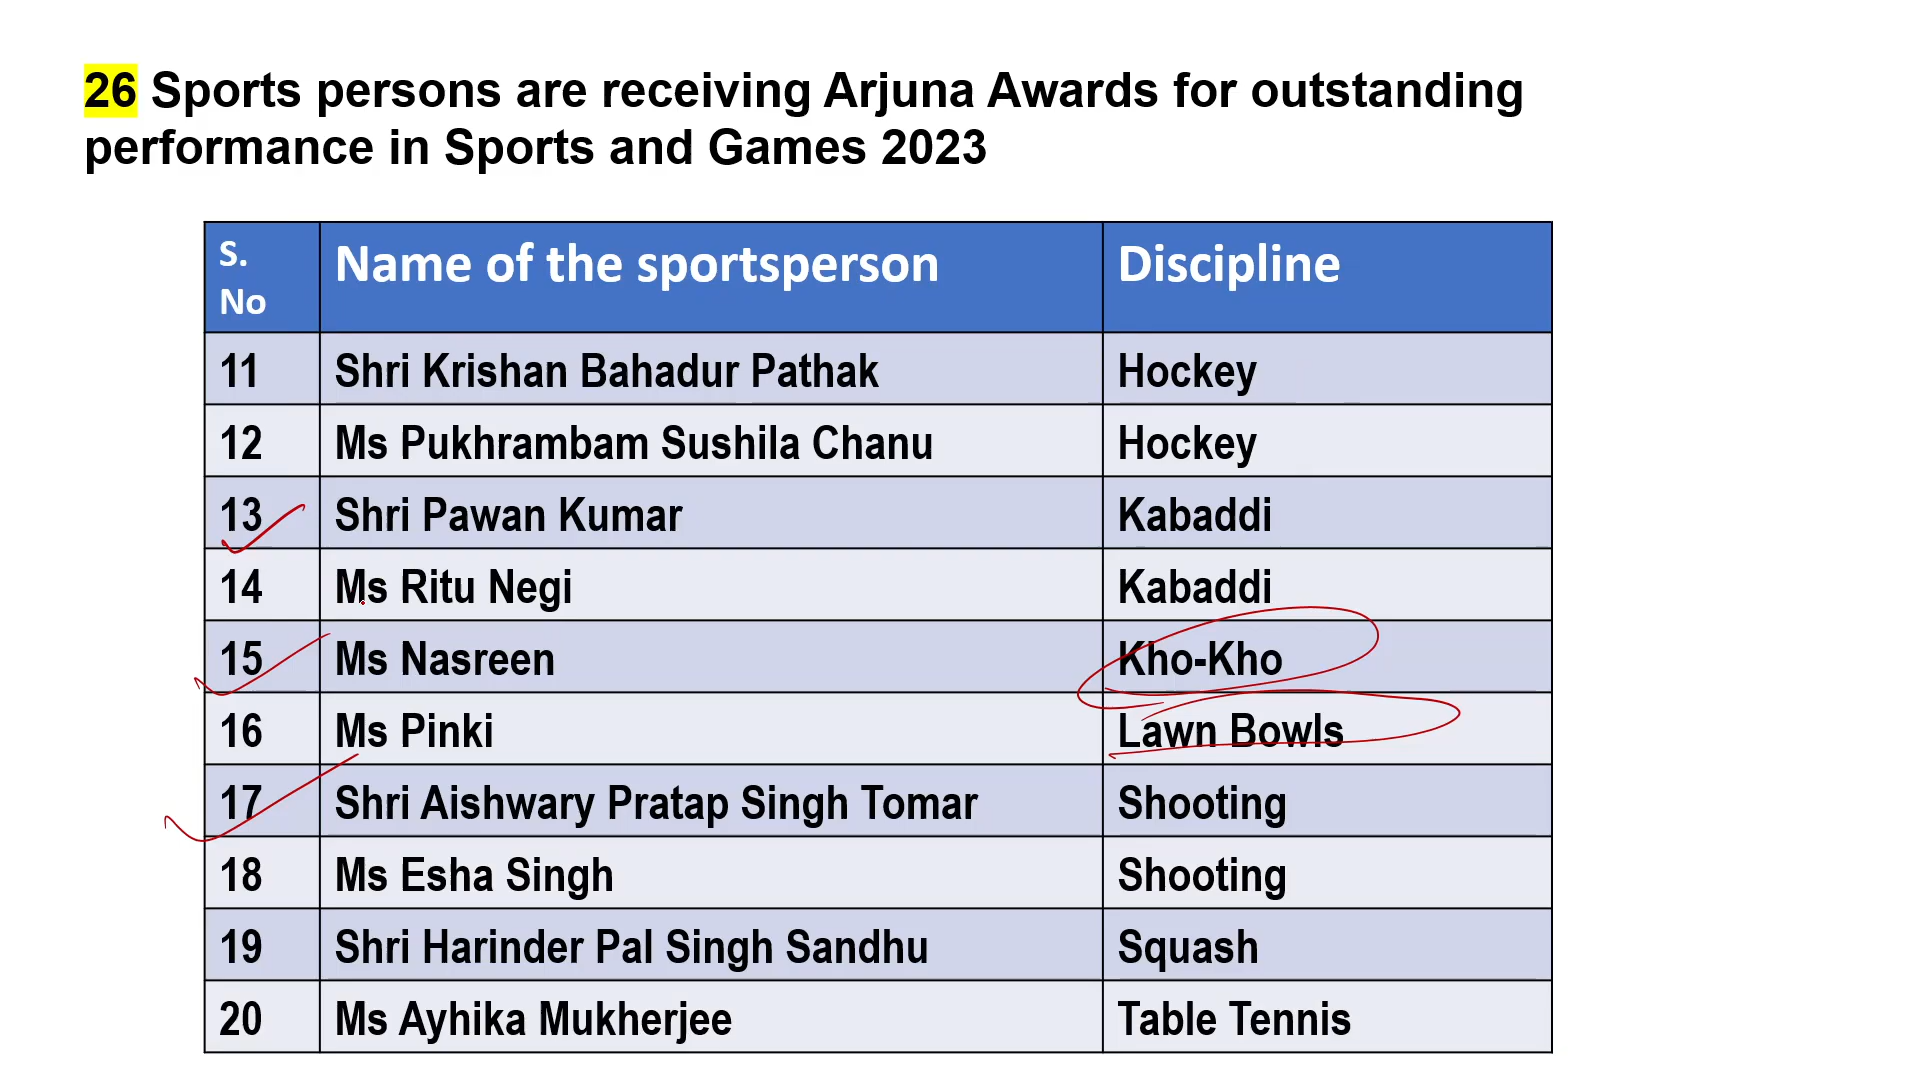 26 Sports persons are receiving Arjuna Awards for outstanding
performance in Sports and Games 2023
S. No Name of the sportsperson Discipline
11 Shri Krishan Bahadur Pathak Hockey
12 Ms Pukhrambam Sushila Chanu Hockey
13 Shri Pawan Kumar Kabaddi
14 Ms Ritu Negi Kabaddi
15 Ms Nasreen Kho-Kho
16 Ms Pinki Lawn Bowls
17 Shri Aishwary Pratap Singh Tomar Shooting
18 Ms Esha Singh Shooting
19 Shri Harinder Pal Singh Sandhu Squash
20 Ms Ayhika Mukherjee Table Tennis